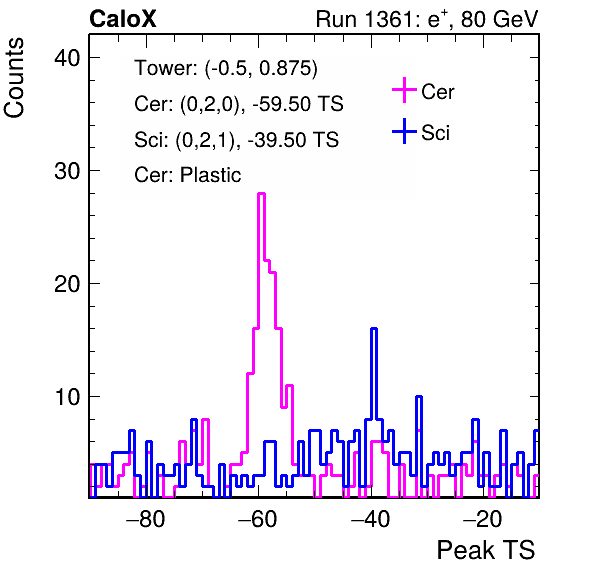 CaloX Run 1361: e⁺, 80 GeV
Counts
Tower: (-0.5, 0.875)
Cer: (0,2,0), -59.50 TS
Sci: (0,2,1), -39.50 TS
Cer: Plastic
Cer
Sci
40
30
20
10
−80 −60 −40 −20
Peak TS